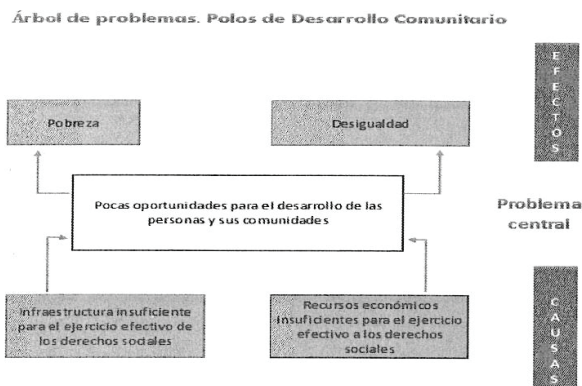 Árbol de problemas. Polos de Desarrollo Comunitario
EFECTOS
Pobreza
Desigualdad
Pocas oportunidades para el desarrollo de las
personas y sus comunidades
Problema
central
Infraestructura insuficiente
para el ejercicio efectivo de
los derechos sociales
Recursos económicos
insuficientes para el ejercicio
efectivo a los derechos
sociales
CAUSAS